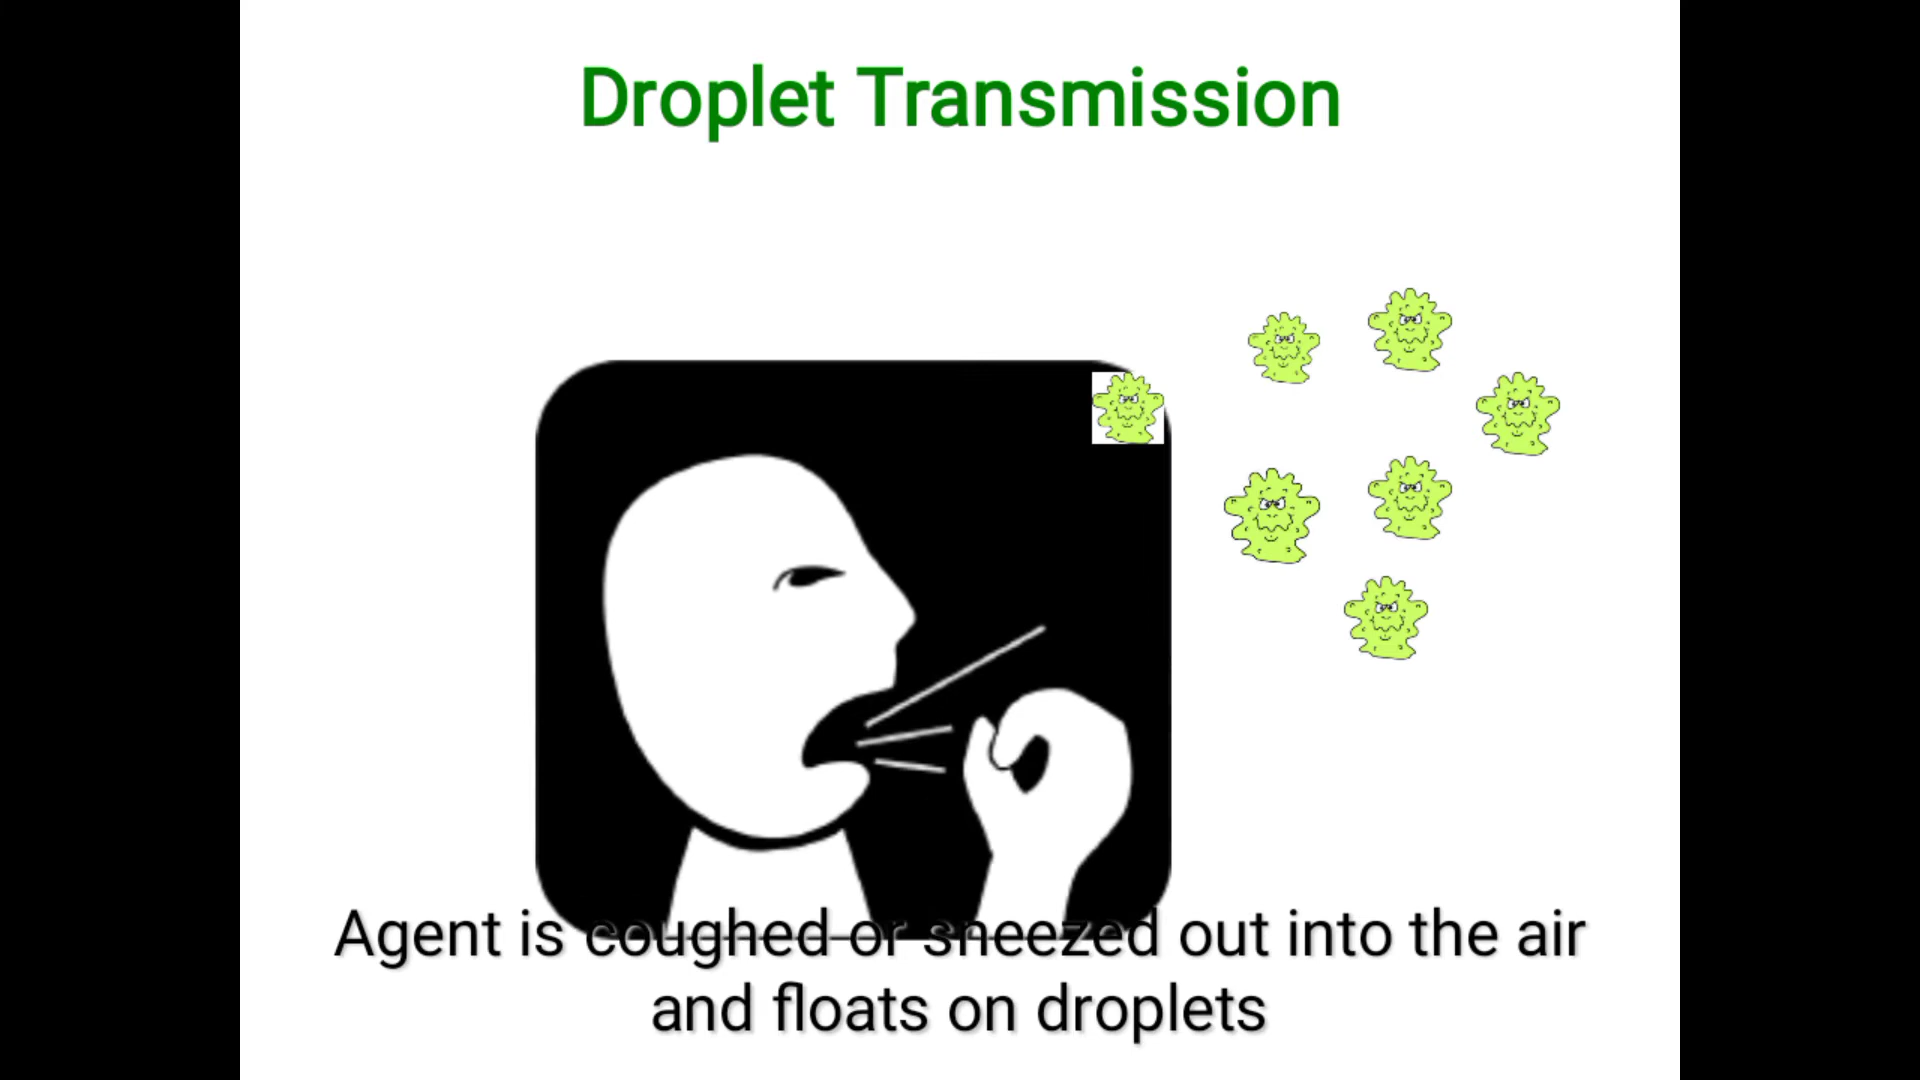 Droplet Transmission
Agent is coughed or sneezed out into the air
and floats on droplets